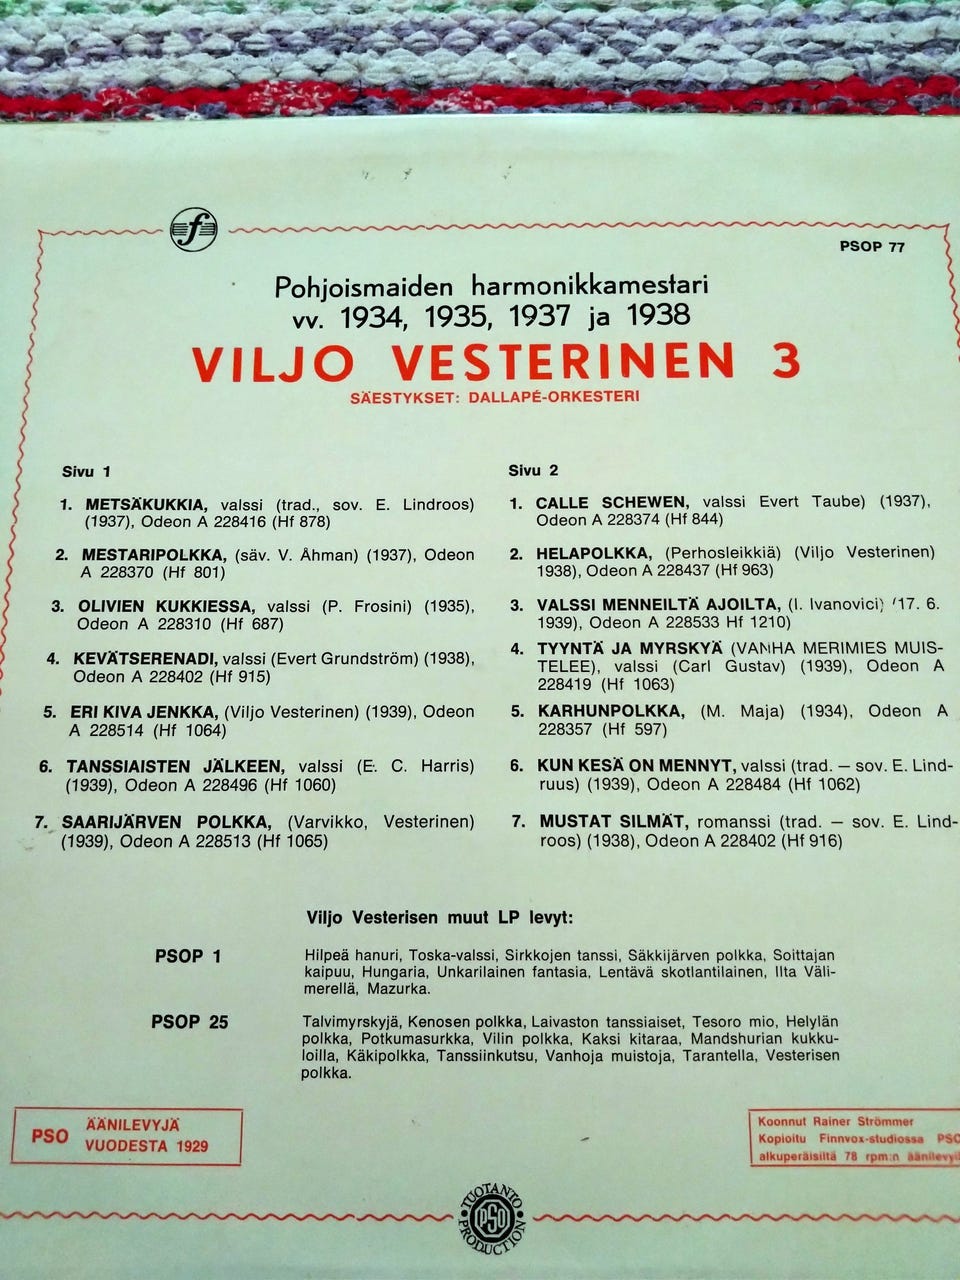 f
PSOP 77
Pohjoismaiden harmonikkamestari
vv. 1934, 1935, 1937 ja 1938
VILJO VESTERINEN 3
SÄESTYKSET: DALLAPÉ-ORKESTERI
Sivu 1
1. METSÄKUKKIA, valssi (trad., sov. E. Lindroos)
(1937), Odeon A 228416 (Hf 878)
2. MESTARIPOLKKA, (säv. V. Åhman) (1937), Odeon
A 228370 (Hf 801)
3. OLIVIEN KUKKIESSA, valssi (P. Frosini) (1935),
Odeon A 228310 (Hf 687)
4. KEVÄTSERENADI, valssi (Evert Grundström) (1938),
Odeon A 228402 (Hf 915)
5. ERI KIVA JENKKA, (Viljo Vesterinen) (1939), Odeon
A 228514 (Hf 1064)
6. TANSSIAISTEN JÄLKEEN, valssi (E. C. Harris)
(1939), Odeon A 228496 (Hf 1060)
7. SAARIJÄRVEN POLKKA, (Varvikko, Vesterinen)
(1939), Odeon A 228513 (Hf 1065)
Sivu 2
1. CALLE SCHEWEN, valssi Evert Taube) (1937),
Odeon A 228374 (Hf 844)
2. HELAPOLKKA, (Perhosleikkiä) (Viljo Vesterinen)
1938), Odeon A 228437 (Hf 963)
3. VALSSI MENNEILTÄ AJOILTA, (I. Ivanovici) '17. 6.
1939), Odeon A 228533 Hf 1210)
4. TYYNTÄ JA MYRSKYÄ (VANHA MERIMIES MUIS-
TELEE), valssi (Carl Gustav) (1939), Odeon A
228419 (Hf 1063)
5. KARHUNPOLKKA, (M. Maja) (1934), Odeon A
228357 (Hf 597)
6. KUN KESÄ ON MENNYT, valssi (trad. — sov. E. Lind-
ruus) (1939), Odeon A 228484 (Hf 1062)
7. MUSTAT SILMÄT, romanssi (trad. — sov. E. Lind-
roos) (1938), Odeon A 228402 (Hf 916)
Viljo Vesterisen muut LP levyt:
PSOP 1
Hilpeä hanuri, Toska-valssi, Sirkkojen tanssi, Säkkijärven polkka, Soittajan
kaipuu, Hungaria, Unkarilainen fantasia, Lentävä skotlantilainen, Ilta Väli-
merellä, Mazurka.
PSOP 25
Talvimyrskyjä, Kenosen polkka, Laivaston tanssiaiset, Tesoro mio, Helylän
polkka, Potkumasurkka, Vilin polkka, Kaksi kitaraa, Mandshurian kukku-
loilla, Käkipolkka, Tanssiinkutsu, Vanhoja muistoja, Tarantella, Vesterisen
polkka.
PSO ÄÄNILEVYJÄ
VUODESTA 1929
Koonnut Rainer Strömmer
Kopioitu Finnvox-studiossa PSO
alkuperäisiltä 78 rpm:n äänilevyil
TUOTANTO
PSO
PRODUCTION